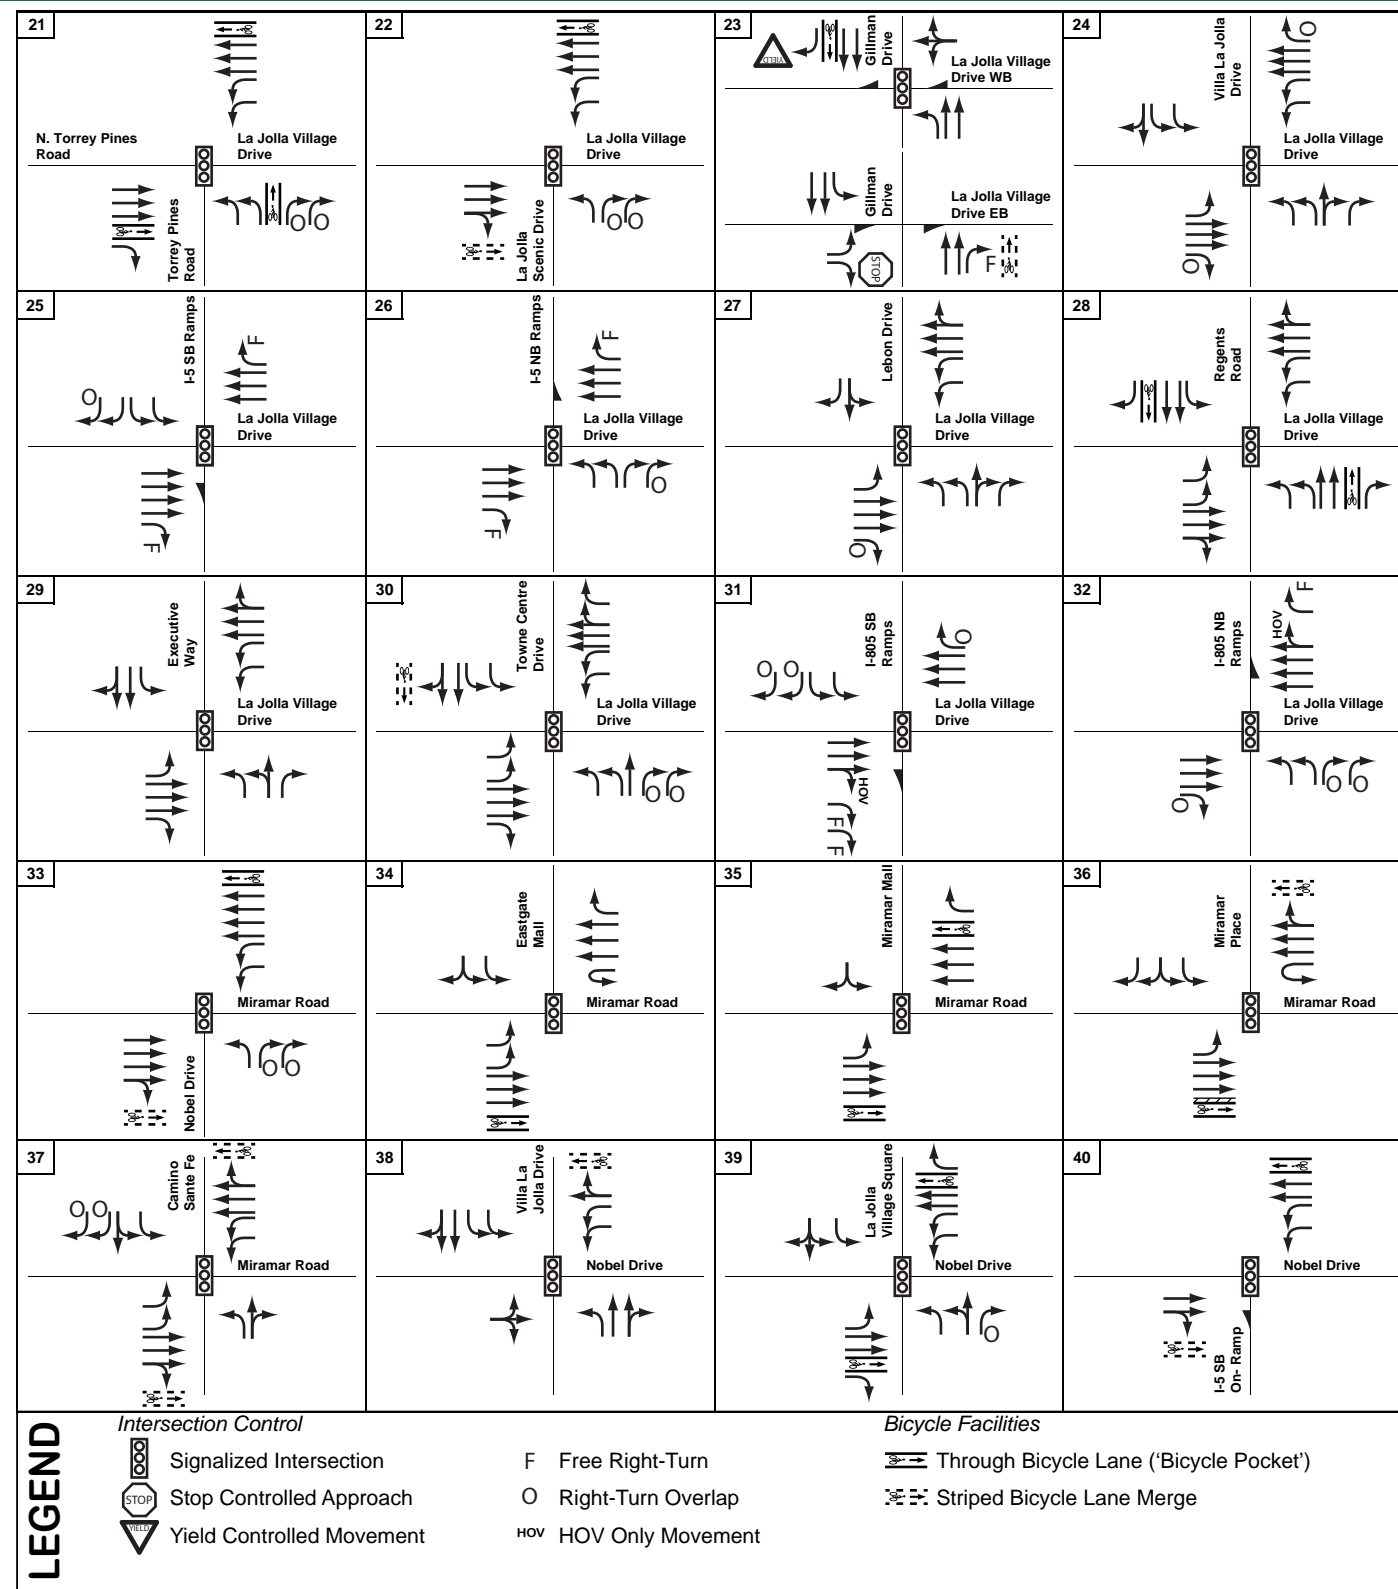 21
N. Torrey Pines
Road
La Jolla Village
Drive
Torrey Pines
Road
O O
22
La Jolla Village
Drive
La Jolla
Scenic Drive
O O
23
YIELD
Gillman
Drive
La Jolla Village
Drive WB
Gillman
Drive
La Jolla Village
Drive EB
STOP
F
24
Villa La Jolla
Drive
O
La Jolla Village
Drive
O
25
I-5 SB Ramps
F
O
La Jolla Village
Drive
F
26
I-5 NB Ramps
F
La Jolla Village
Drive
O
F
27
Lebon Drive
La Jolla Village
Drive
O
28
Regents
Road
La Jolla Village
Drive
29
Executive
Way
La Jolla Village
Drive
30
Towne Centre
Drive
La Jolla Village
Drive
O O
31
I-805 SB
Ramps
O
O O
La Jolla Village
Drive
HOV
F
F
32
I-805 NB
Ramps
F
HOV
La Jolla Village
Drive
O
O O
33
Miramar Road
Nobel Drive
O O
34
Eastgate
Mall
Miramar Road
35
Miramar Mall
Miramar Road
36
Miramar
Place
Miramar Road
37
Camino
Sante Fe
O O
Miramar Road
38
Villa La
Jolla Drive
Nobel Drive
39
La Jolla
Village Square
Nobel Drive
O
40
Nobel Drive
I-5 SB
On- Ramp
LEGEND
Intersection Control
Signalized Intersection
STOP Stop Controlled Approach
YIELD Yield Controlled Movement
F Free Right-Turn
O Right-Turn Overlap
HOV HOV Only Movement
Bicycle Facilities
Through Bicycle Lane ('Bicycle Pocket')
Striped Bicycle Lane Merge